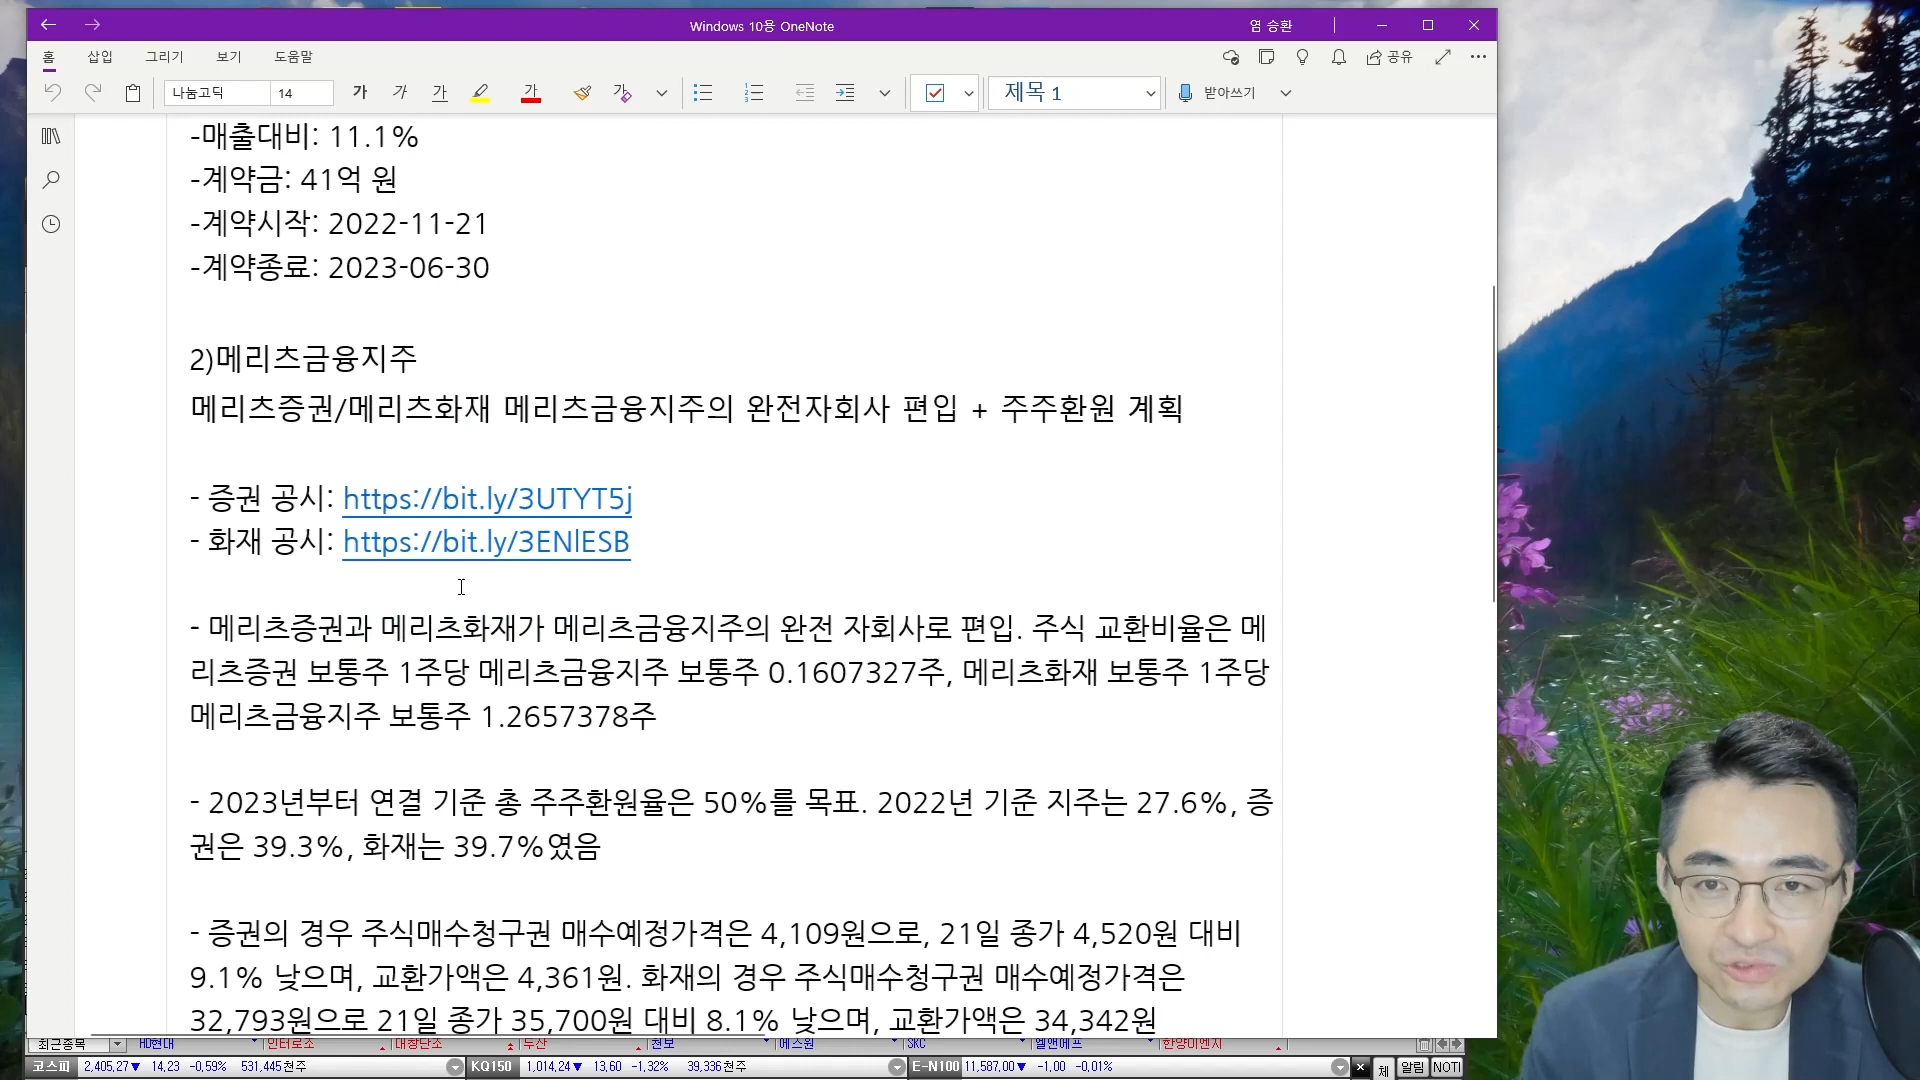 Windows 10용 OneNote
염 승환
홈 삽입 그리기 보기 도움말
공유
나눔고딕 14 가 가 가 가 가 제목 1 받아쓰기
-매출대비: 11.1%
-계약금: 41억 원
-계약시작: 2022-11-21
-계약종료: 2023-06-30
2)메리츠금융지주
메리츠증권/메리츠화재 메리츠금융지주의 완전자회사 편입 + 주주환원 계획
- 증권 공시: https://bit.ly/3UTYT5j
- 화재 공시: https://bit.ly/3ENlESB
- 메리츠증권과 메리츠화재가 메리츠금융지주의 완전 자회사로 편입. 주식 교환비율은 메
리츠증권 보통주 1주당 메리츠금융지주 보통주 0.1607327주, 메리츠화재 보통주 1주당
메리츠금융지주 보통주 1.2657378주
- 2023년부터 연결 기준 총 주주환원율은 50%를 목표. 2022년 기준 지주는 27.6%, 증
권은 39.3%, 화재는 39.7%였음
- 증권의 경우 주식매수청구권 매수예정가격은 4,109원으로, 21일 종가 4,520원 대비
9.1% 낮으며, 교환가액은 4,361원. 화재의 경우 주식매수청구권 매수예정가격은
32,793원으로 21일 종가 35,700원 대비 8.1% 낮으며, 교환가액은 34,342원
최근종목 HD현대 인터로조 대창단조 두산 천보 에스원 SKC 엘앤에프 한양이엔지
코스피 2,405,27▼ 14,23 -0,59% 531,445천주 KQ150 1,014,24▼ 13,60 -1,32% 39,336천주 E-N100 11,587,00▼ -1,00 -0,01% 체 알림 NOTI